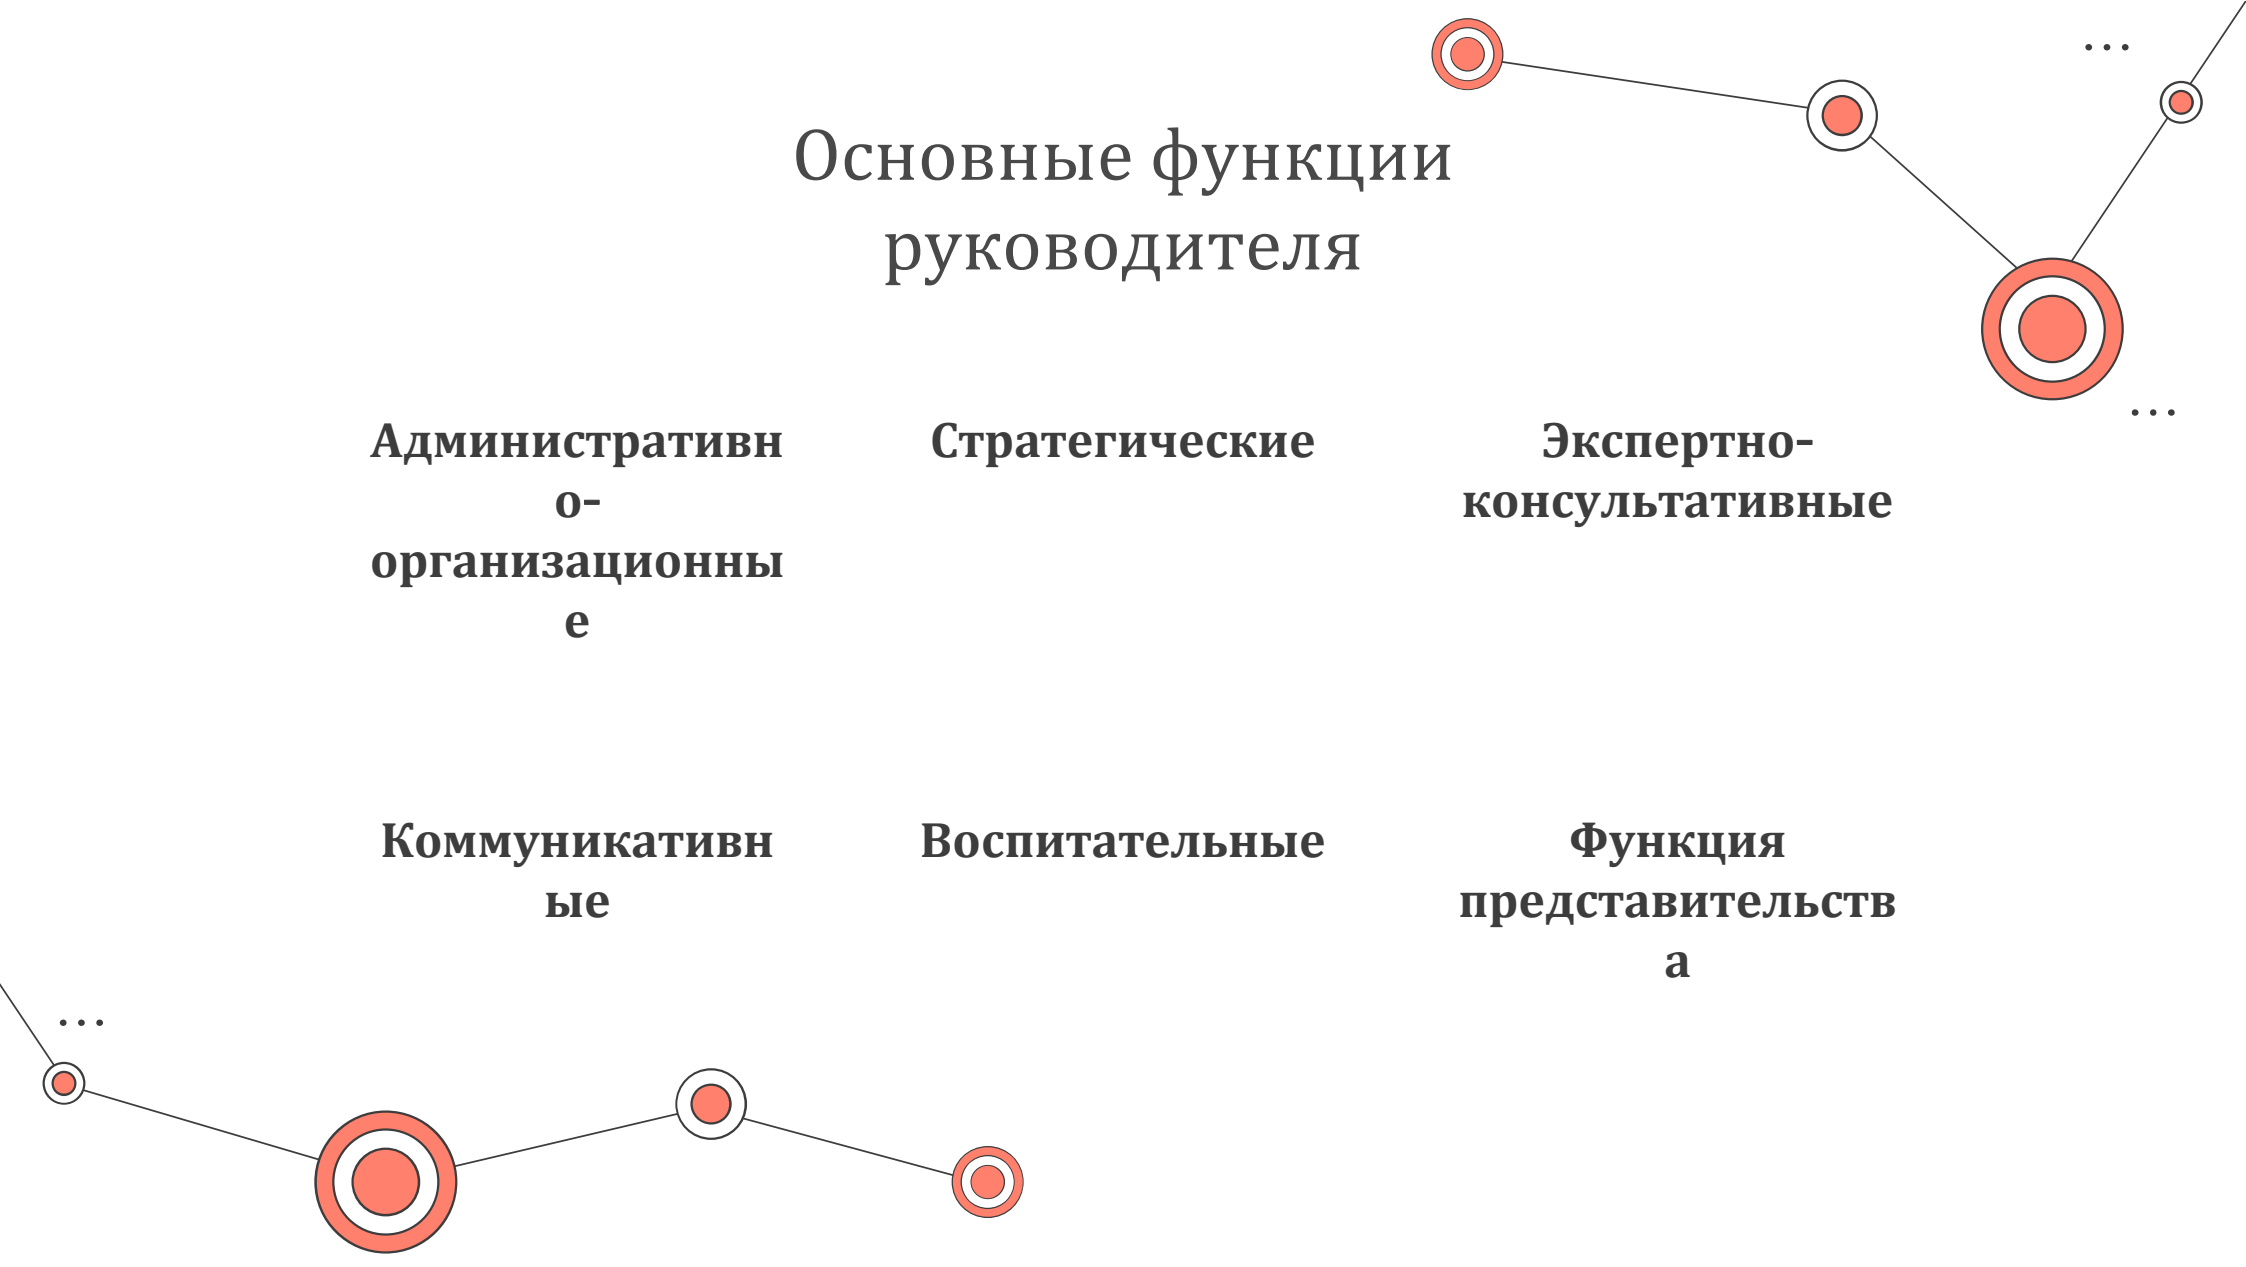 Основные функции
руководителя
Административн
о-
организационны
е
Стратегические
Экспертно-
консультативные
Коммуникативн
ые
Воспитательные
Функция
представительств
а